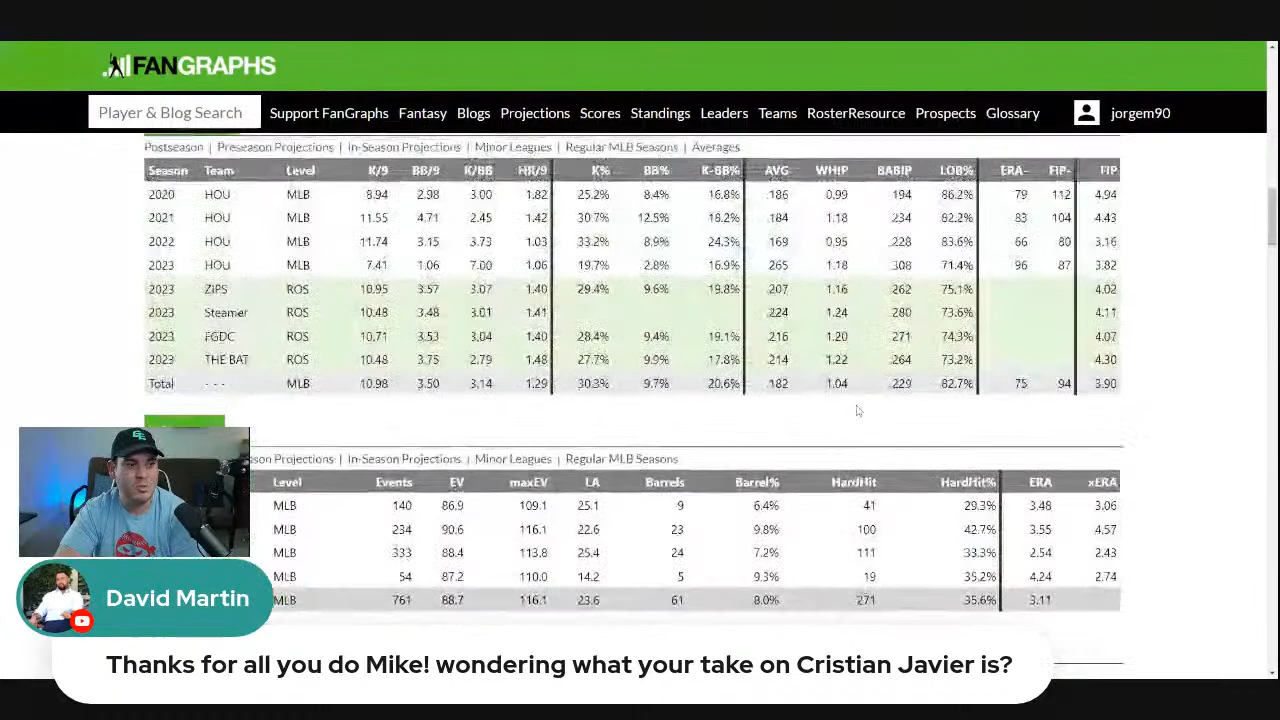 FANGRAPHS
Player & Blog Search Support FanGraphs Fantasy Blogs Projections Scores Standings Leaders Teams RosterResource Prospects Glossary jorgem90
Postseason | Preseason Projections | In-Season Projections | Minor Leagues | Regular MLB Seasons | Averages
Season Team Level K/9 BB/9 K/BB HR/9 K% BB% K-BB% AVG WHIP BABIP LOB% ERA- FIP- FIP
2020 HOU MLB 8.94 2.98 3.00 1.82 25.2% 8.4% 16.8% .186 0.99 .194 86.2% 79 112 4.94
2021 HOU MLB 11.55 4.71 2.45 1.42 30.7% 12.5% 18.2% .184 1.18 .234 82.2% 83 104 4.43
2022 HOU MLB 11.74 3.15 3.73 1.03 33.2% 8.9% 24.3% .169 0.95 .228 83.6% 66 80 3.16
2023 HOU MLB 7.41 1.06 7.00 1.06 19.7% 2.8% 16.9% .265 1.18 .308 71.4% 96 87 3.82
2023 ZiPS ROS 10.95 3.57 3.07 1.40 29.4% 9.6% 19.8% .207 1.16 .262 75.1% 4.02
2023 Steamer ROS 10.48 3.48 3.01 1.41 .224 1.24 .280 73.6% 4.11
2023 FGDC ROS 10.71 3.53 3.04 1.40 28.4% 9.4% 19.1% .216 1.20 .271 74.3% 4.07
2023 THE BAT ROS 10.48 3.75 2.79 1.48 27.7% 9.9% 17.8% .214 1.22 .264 73.2% 4.30
Total - - - MLB 10.98 3.50 3.14 1.29 30.3% 9.7% 20.6% .182 1.04 .229 82.7% 75 94 3.90
son Projections | In-Season Projections | Minor Leagues | Regular MLB Seasons
Level Events EV maxEV LA Barrels Barrel% HardHit HardHit% ERA xERA
MLB 140 86.9 109.1 25.1 9 6.4% 41 29.3% 3.48 3.06
MLB 234 90.6 116.1 22.6 23 9.8% 100 42.7% 3.55 4.57
MLB 333 88.4 113.8 25.4 24 7.2% 111 33.3% 2.54 2.43
MLB 54 87.2 110.0 14.2 5 9.3% 19 35.2% 4.24 2.74
MLB 761 88.7 116.1 23.6 61 8.0% 271 35.6% 3.11
David Martin
Thanks for all you do Mike! wondering what your take on Cristian Javier is?